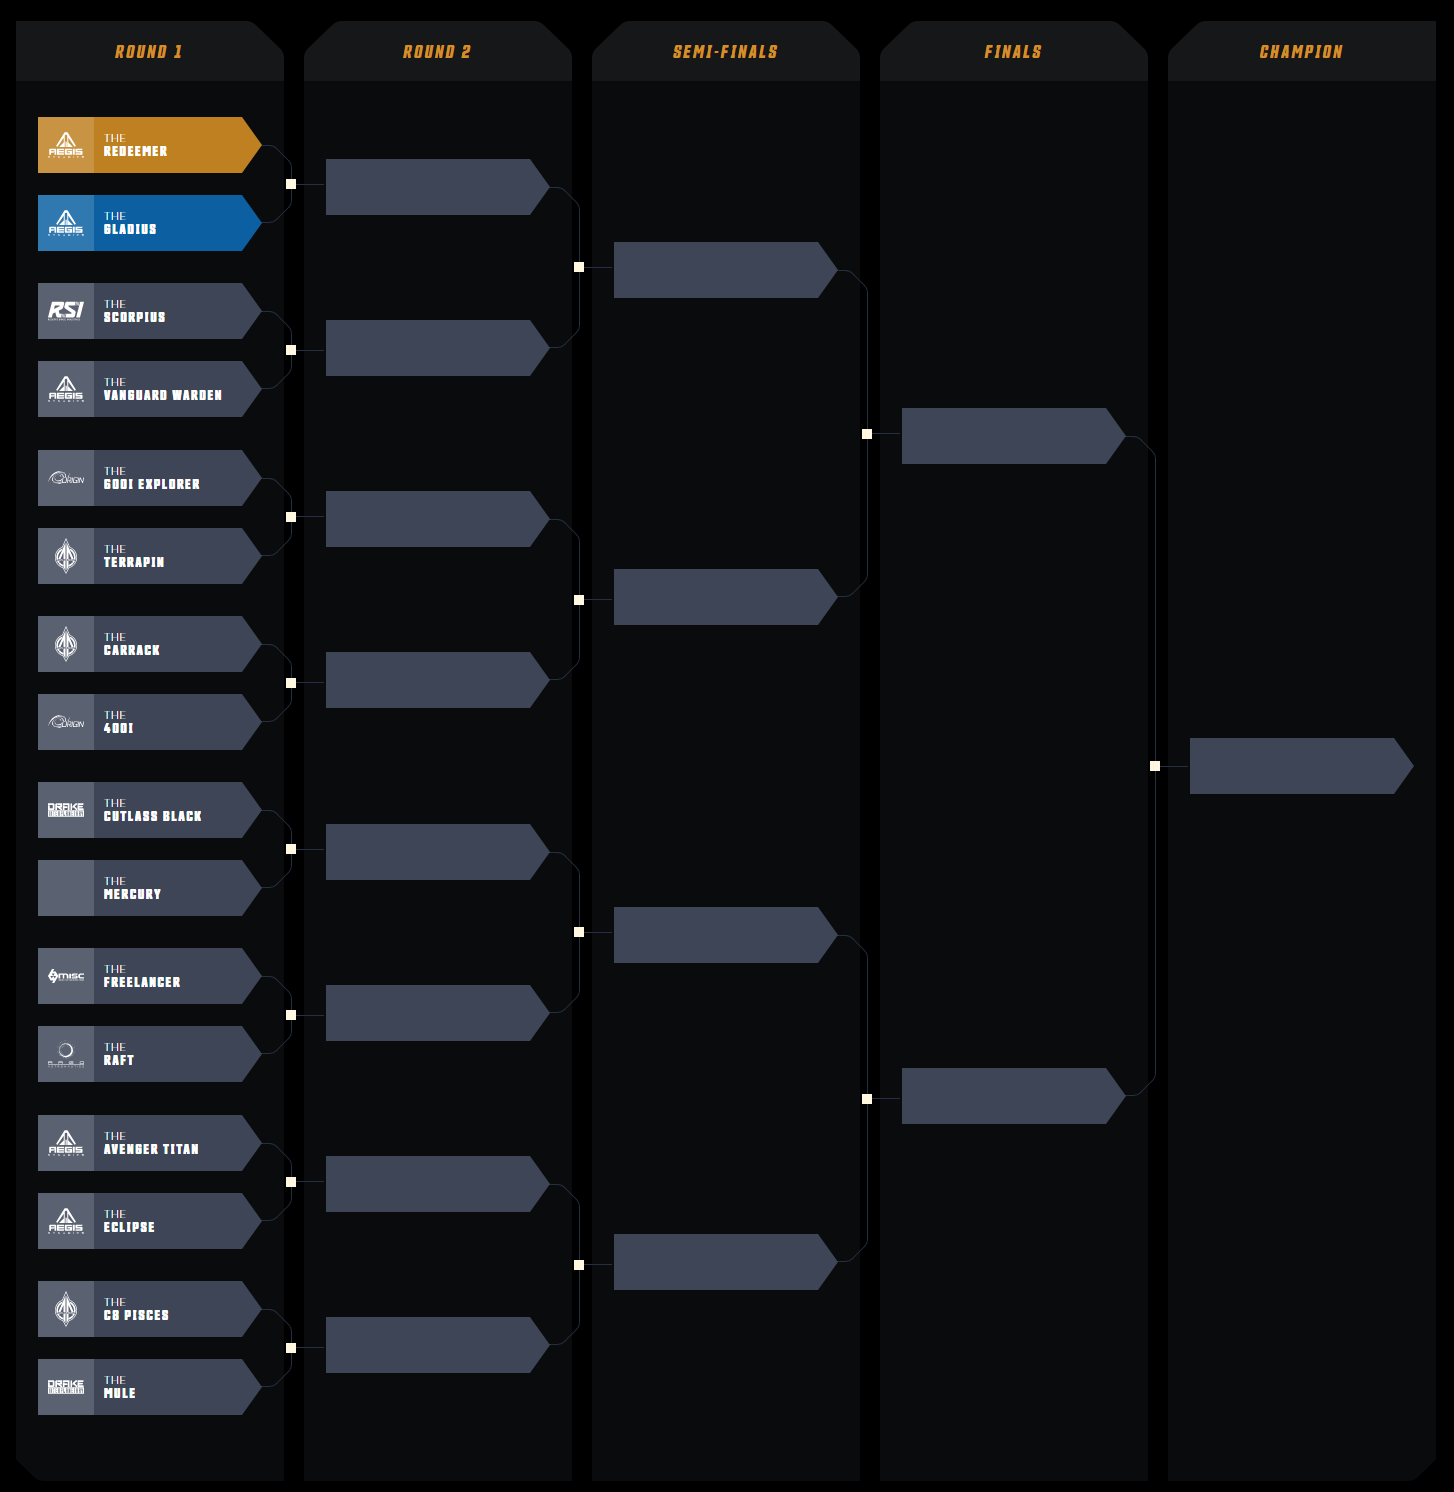 ROUND 1
ROUND 2
SEMI-FINALS
FINALS
CHAMPION
AEGIS
THE
REDEEMER
AEGIS
THE
GLADIUS
RSI
THE
SCORPIUS
AEGIS
THE
VANGUARD WARDEN
ORIGIN
THE
600I EXPLORER
THE
TERRAPIN
THE
CARRACK
ORIGIN
THE
400I
DRAKE
THE
CUTLASS BLACK
THE
MERCURY
MISC
THE
FREELANCER
THE
RAFT
AEGIS
THE
AVENGER TITAN
AEGIS
THE
ECLIPSE
THE
C8 PISCES
DRAKE
THE
MULE